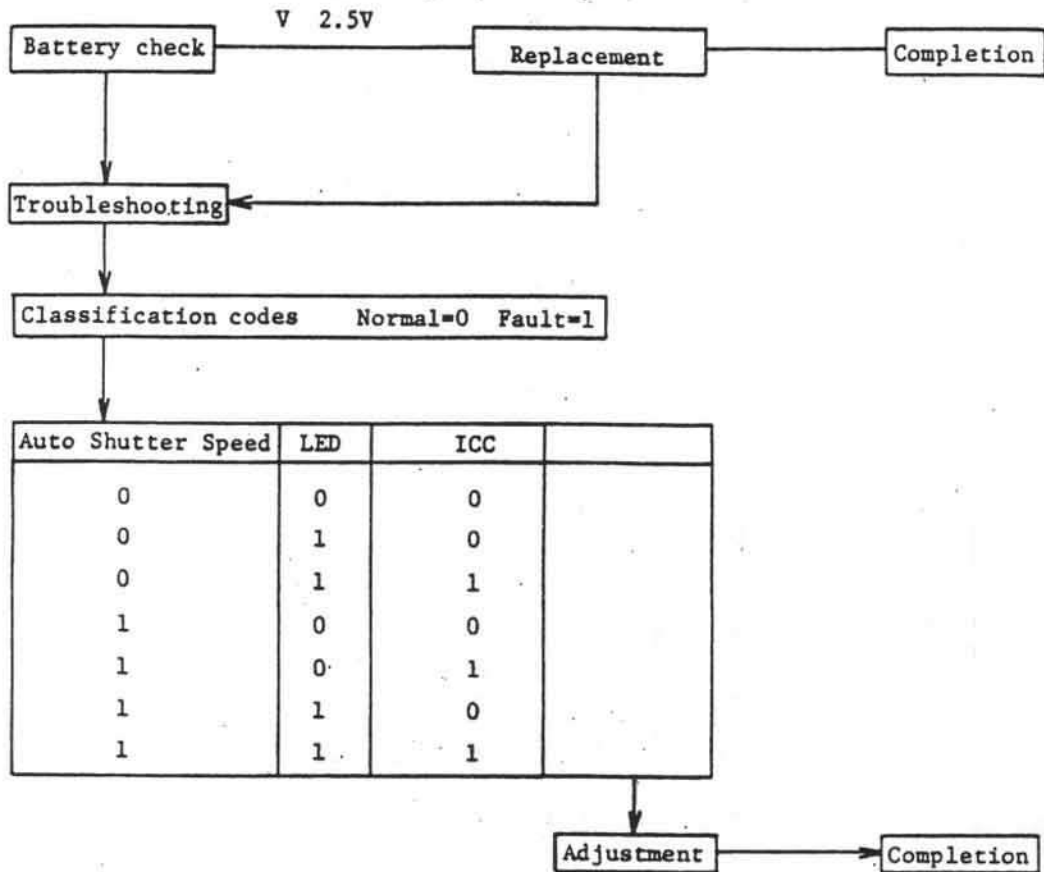 V 2.5V
Battery check
Replacement
Completion
Troubleshooting
Classification codes Normal=0 Fault=1
Auto Shutter Speed LED ICC
0 0 0
0 1 0
0 1 1
1 0 0
1 0 1
1 1 0
1 1 1
Adjustment
Completion